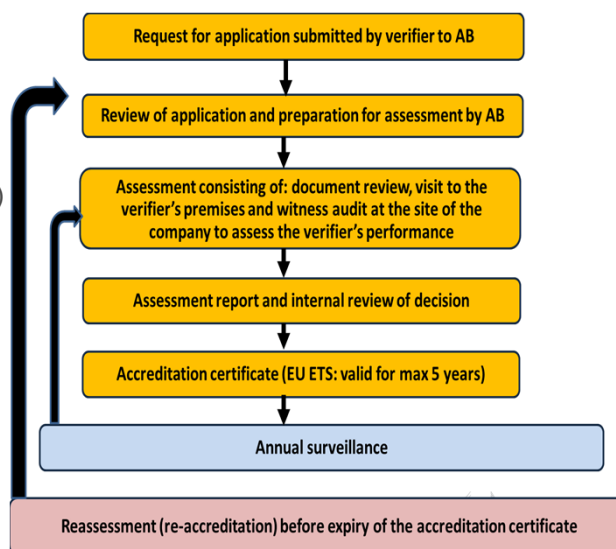 Request for application submitted by verifier to AB
Review of application and preparation for assessment by AB
Assessment consisting of: document review, visit to the
verifier's premises and witness audit at the site of the
company to assess the verifier's performance
Assessment report and internal review of decision
Accreditation certificate (EU ETS: valid for max 5 years)
Annual surveillance
Reassessment (re-accreditation) before expiry of the accreditation certificate